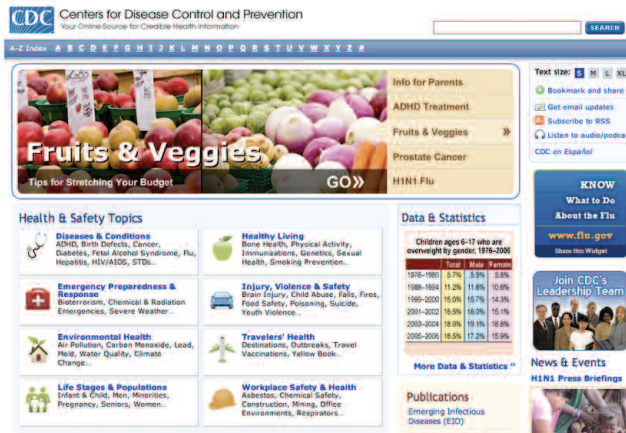 CDC
Centers for Disease Control and Prevention
Your Online Source for Credible Health Information
SEARCH
A-Z Index A B C D E F G H I J K L M N O P Q R S T U V W X Y Z #
Fruits & Veggies
Tips for Stretching Your Budget
GO»
Info for Parents
ADHD Treatment
Fruits & Veggies »
Prostate Cancer
H1N1 Flu
Text size: S M L XL
Bookmark and share
Get email updates
Subscribe to RSS
Listen to audio/podca
CDC en Español
KNOW
What to Do
About the Flu
www.flu.gov
Share this Widget
Health & Safety Topics
Diseases & Conditions
ADHD, Birth Defects, Cancer,
Diabetes, Fetal Alcohol Syndrome, Flu,
Hepatitis, HIV/AIDS, STDs...
Healthy Living
Bone Health, Physical Activity,
Immunizations, Genetics, Sexual
Health, Smoking Prevention...
Emergency Preparedness &
Response
Bioterrorism, Chemical & Radiation
Emergencies, Severe Weather...
Injury, Violence & Safety
Brain Injury, Child Abuse, Falls, Fires,
Food Safety, Poisoning, Suicide,
Youth Violence...
Environmental Health
Air Pollution, Carbon Monoxide, Lead,
Mold, Water Quality, Climate
Change...
Travelers' Health
Destinations, Outbreaks, Travel
Vaccinations, Yellow Book...
Life Stages & Populations
Infant & Child, Men, Minorities,
Pregnancy, Seniors, Women...
Workplace Safety & Health
Asbestos, Chemical Safety,
Construction, Mining, Office
Environments, Respirators...
Data & Statistics
Children ages 6-17 who are
overweight by gender, 1976-2006
Total Male Female
1976-1980 5.7% 5.5% 5.8%
1988-1994 11.2% 11.8% 10.6%
1999-2000 15.0% 15.7% 14.3%
2001-2002 16.5% 18.0% 15.1%
2003-2004 18.0% 19.1% 16.8%
2005-2006 16.5% 17.2% 15.9%
More Data & Statistics »
Publications
Emerging Infectious
Diseases (EID)
Join CDC's
Leadership Team
News & Events
H1N1 Press Briefings